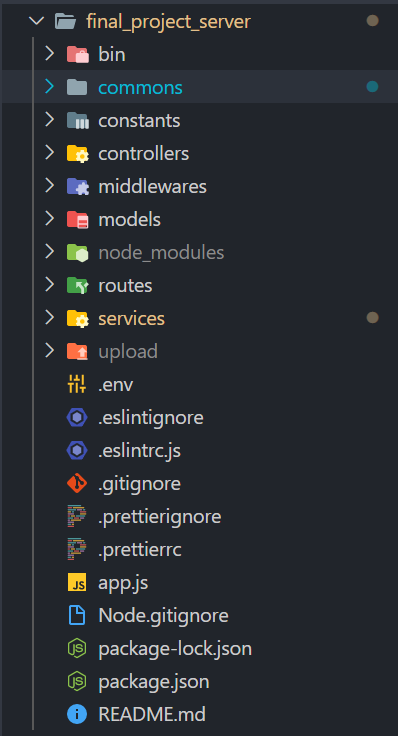 final_project_server
bin
commons
constants
controllers
middlewares
models
node_modules
routes
services
upload
.env
.eslintignore
.eslintrc.js
.gitignore
.prettierignore
.prettierrc
JS app.js
Node.gitignore
package-lock.json
package.json
README.md